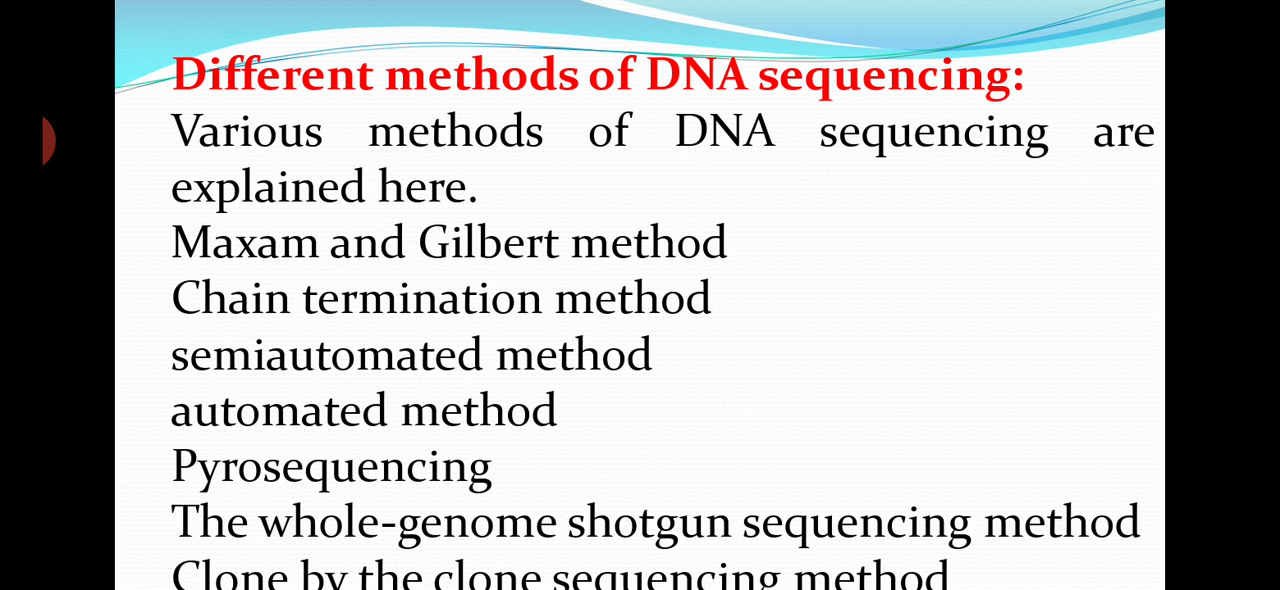 Different methods of DNA sequencing:
Various methods of DNA sequencing are
explained here.
Maxam and Gilbert method
Chain termination method
semiautomated method
automated method
Pyrosequencing
The whole-genome shotgun sequencing method
Clone by the clone sequencing method